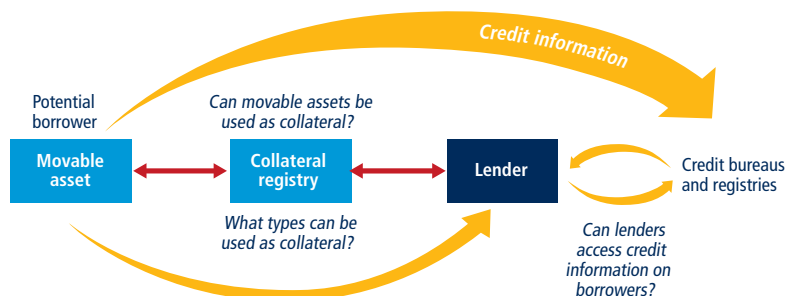 Credit information
Potential
borrower
Can movable assets be
used as collateral?
Movable
asset
Collateral
registry
Lender
Credit bureaus
and registries
What types can be
used as collateral?
Can lenders
access credit
information on
borrowers?